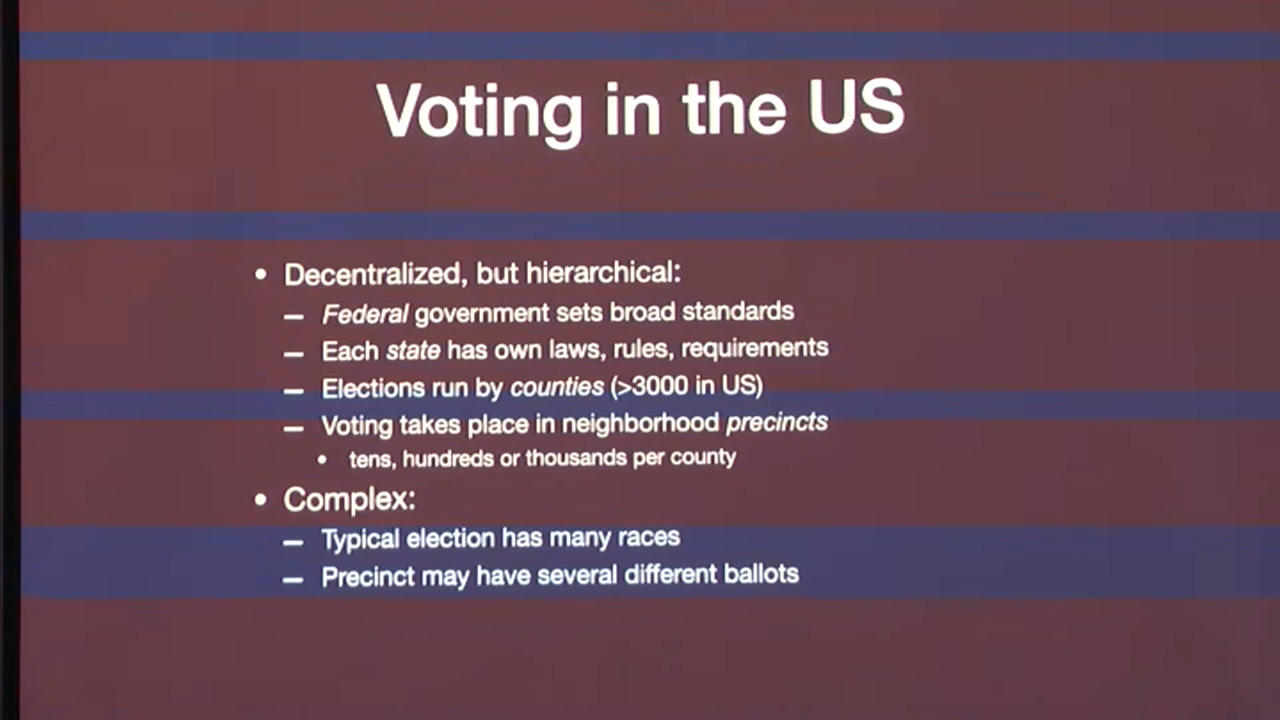 Voting in the US
• Decentralized, but hierarchical:
– Federal government sets broad standards
– Each state has own laws, rules, requirements
– Elections run by counties (>3000 in US)
– Voting takes place in neighborhood precincts
• tens, hundreds or thousands per county
• Complex:
– Typical election has many races
– Precinct may have several different ballots